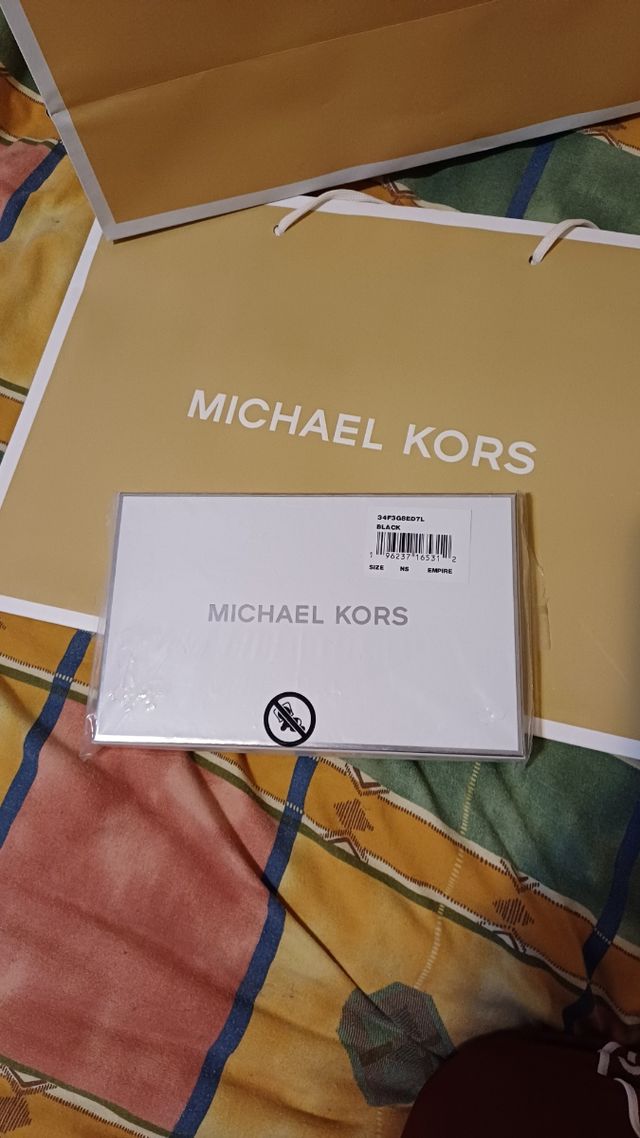 MICHAEL KORS
34F3G8ED7L
BLACK
1 96237 16531 2
SIZE NS EMPIRE
MICHAEL KORS